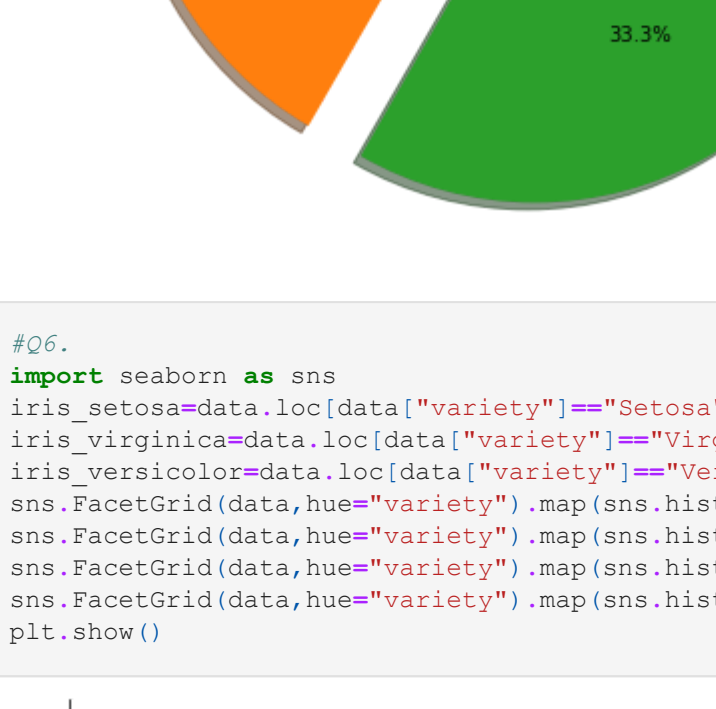 33.3%
#Q6.
import seaborn as sns
iris_setosa=data.loc[data["variety"]=="Setosa"
iris_virginica=data.loc[data["variety"]=="Virg
iris_versicolor=data.loc[data["variety"]=="Ver
sns.FacetGrid(data,hue="variety").map(sns.hist
sns.FacetGrid(data,hue="variety").map(sns.hist
sns.FacetGrid(data,hue="variety").map(sns.hist
sns.FacetGrid(data,hue="variety").map(sns.hist
plt.show()